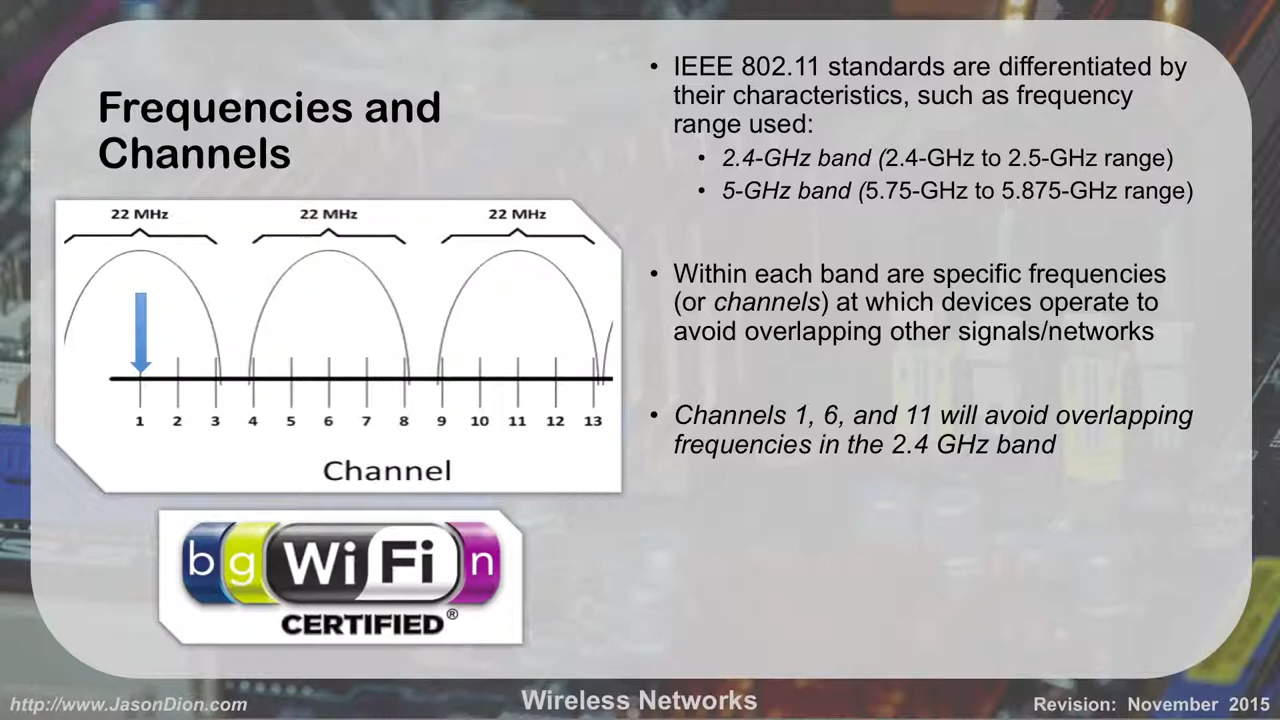 Frequencies and
Channels
22 MHz 22 MHz 22 MHz
1 2 3 4 5 6 7 8 9 10 11 12 13
Channel
b g Wi Fi n
CERTIFIED®
• IEEE 802.11 standards are differentiated by
their characteristics, such as frequency
range used:
• 2.4-GHz band (2.4-GHz to 2.5-GHz range)
• 5-GHz band (5.75-GHz to 5.875-GHz range)
• Within each band are specific frequencies
(or channels) at which devices operate to
avoid overlapping other signals/networks
• Channels 1, 6, and 11 will avoid overlapping
frequencies in the 2.4 GHz band
http://www.JasonDion.com
Wireless Networks
Revision: November 2015